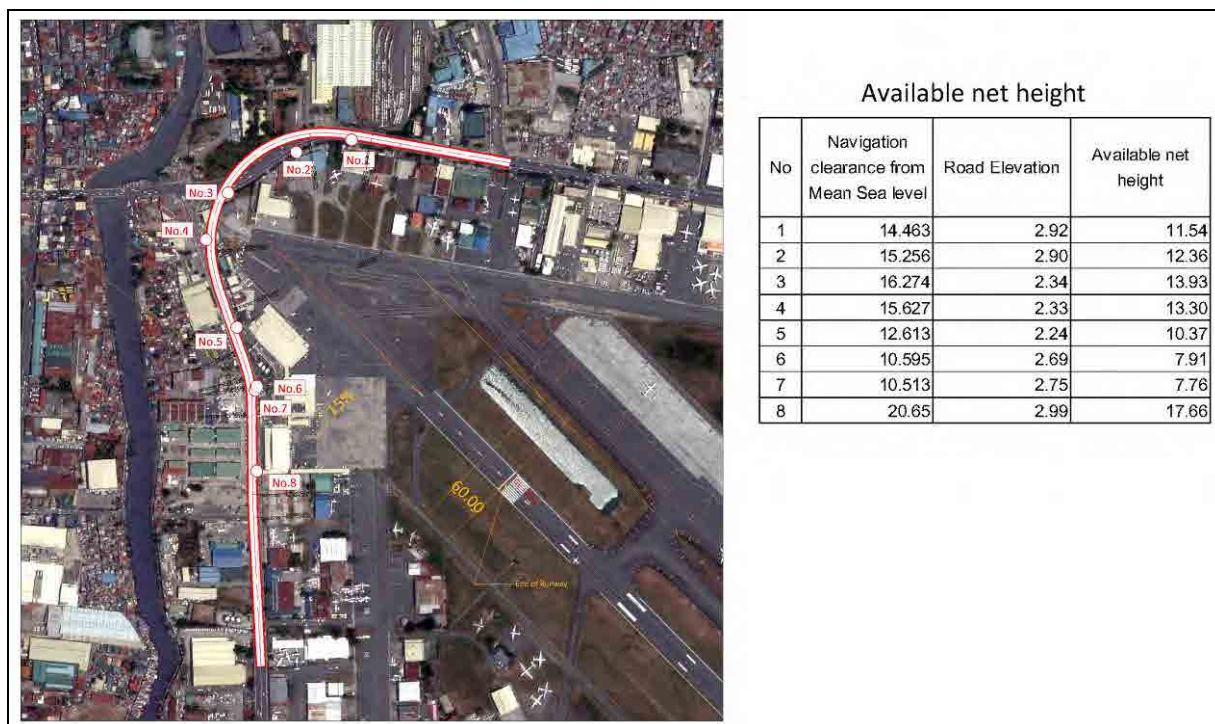 No.1
No.2
No.3
No.4
No.5
No.6
No.7
No.8
15%
60.00
End of Runway
Available net height
No Navigation clearance from Mean Sea level Road Elevation Available net height
1 14.463 2.92 11.54
2 15.256 2.90 12.36
3 16.274 2.34 13.93
4 15.627 2.33 13.30
5 12.613 2.24 10.37
6 10.595 2.69 7.91
7 10.513 2.75 7.76
8 20.65 2.99 17.66